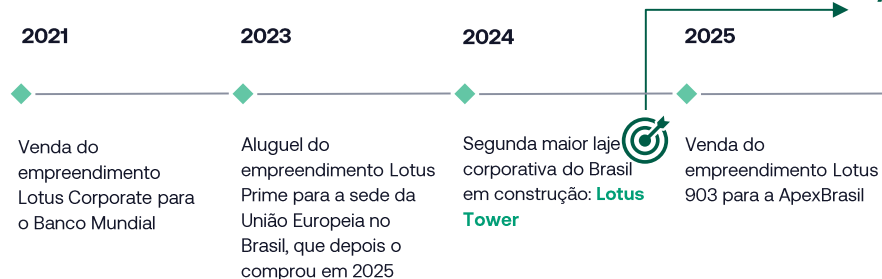 2021
Venda do
empreendimento
Lotus Corporate para
o Banco Mundial
2023
Aluguel do
empreendimento Lotus
Prime para a sede da
União Europeia no
Brasil, que depois o
comprou em 2025
2024
Segunda maior laje
corporativa do Brasil
em construção: Lotus
Tower
2025
Venda do
empreendimento Lotus
903 para a ApexBrasil